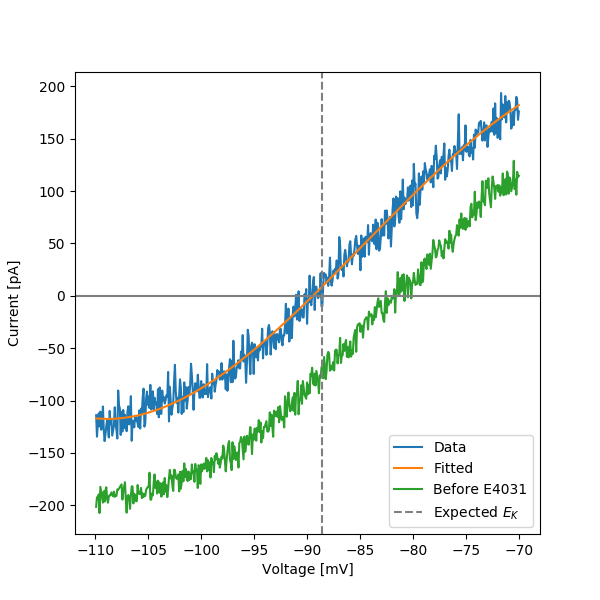 200
150
100
50
0
−50
−100
−150
−200
Current [pA]
Data
Fitted
Before E4031
Expected E_K
−110 −105 −100 −95 −90 −85 −80 −75 −70
Voltage [mV]